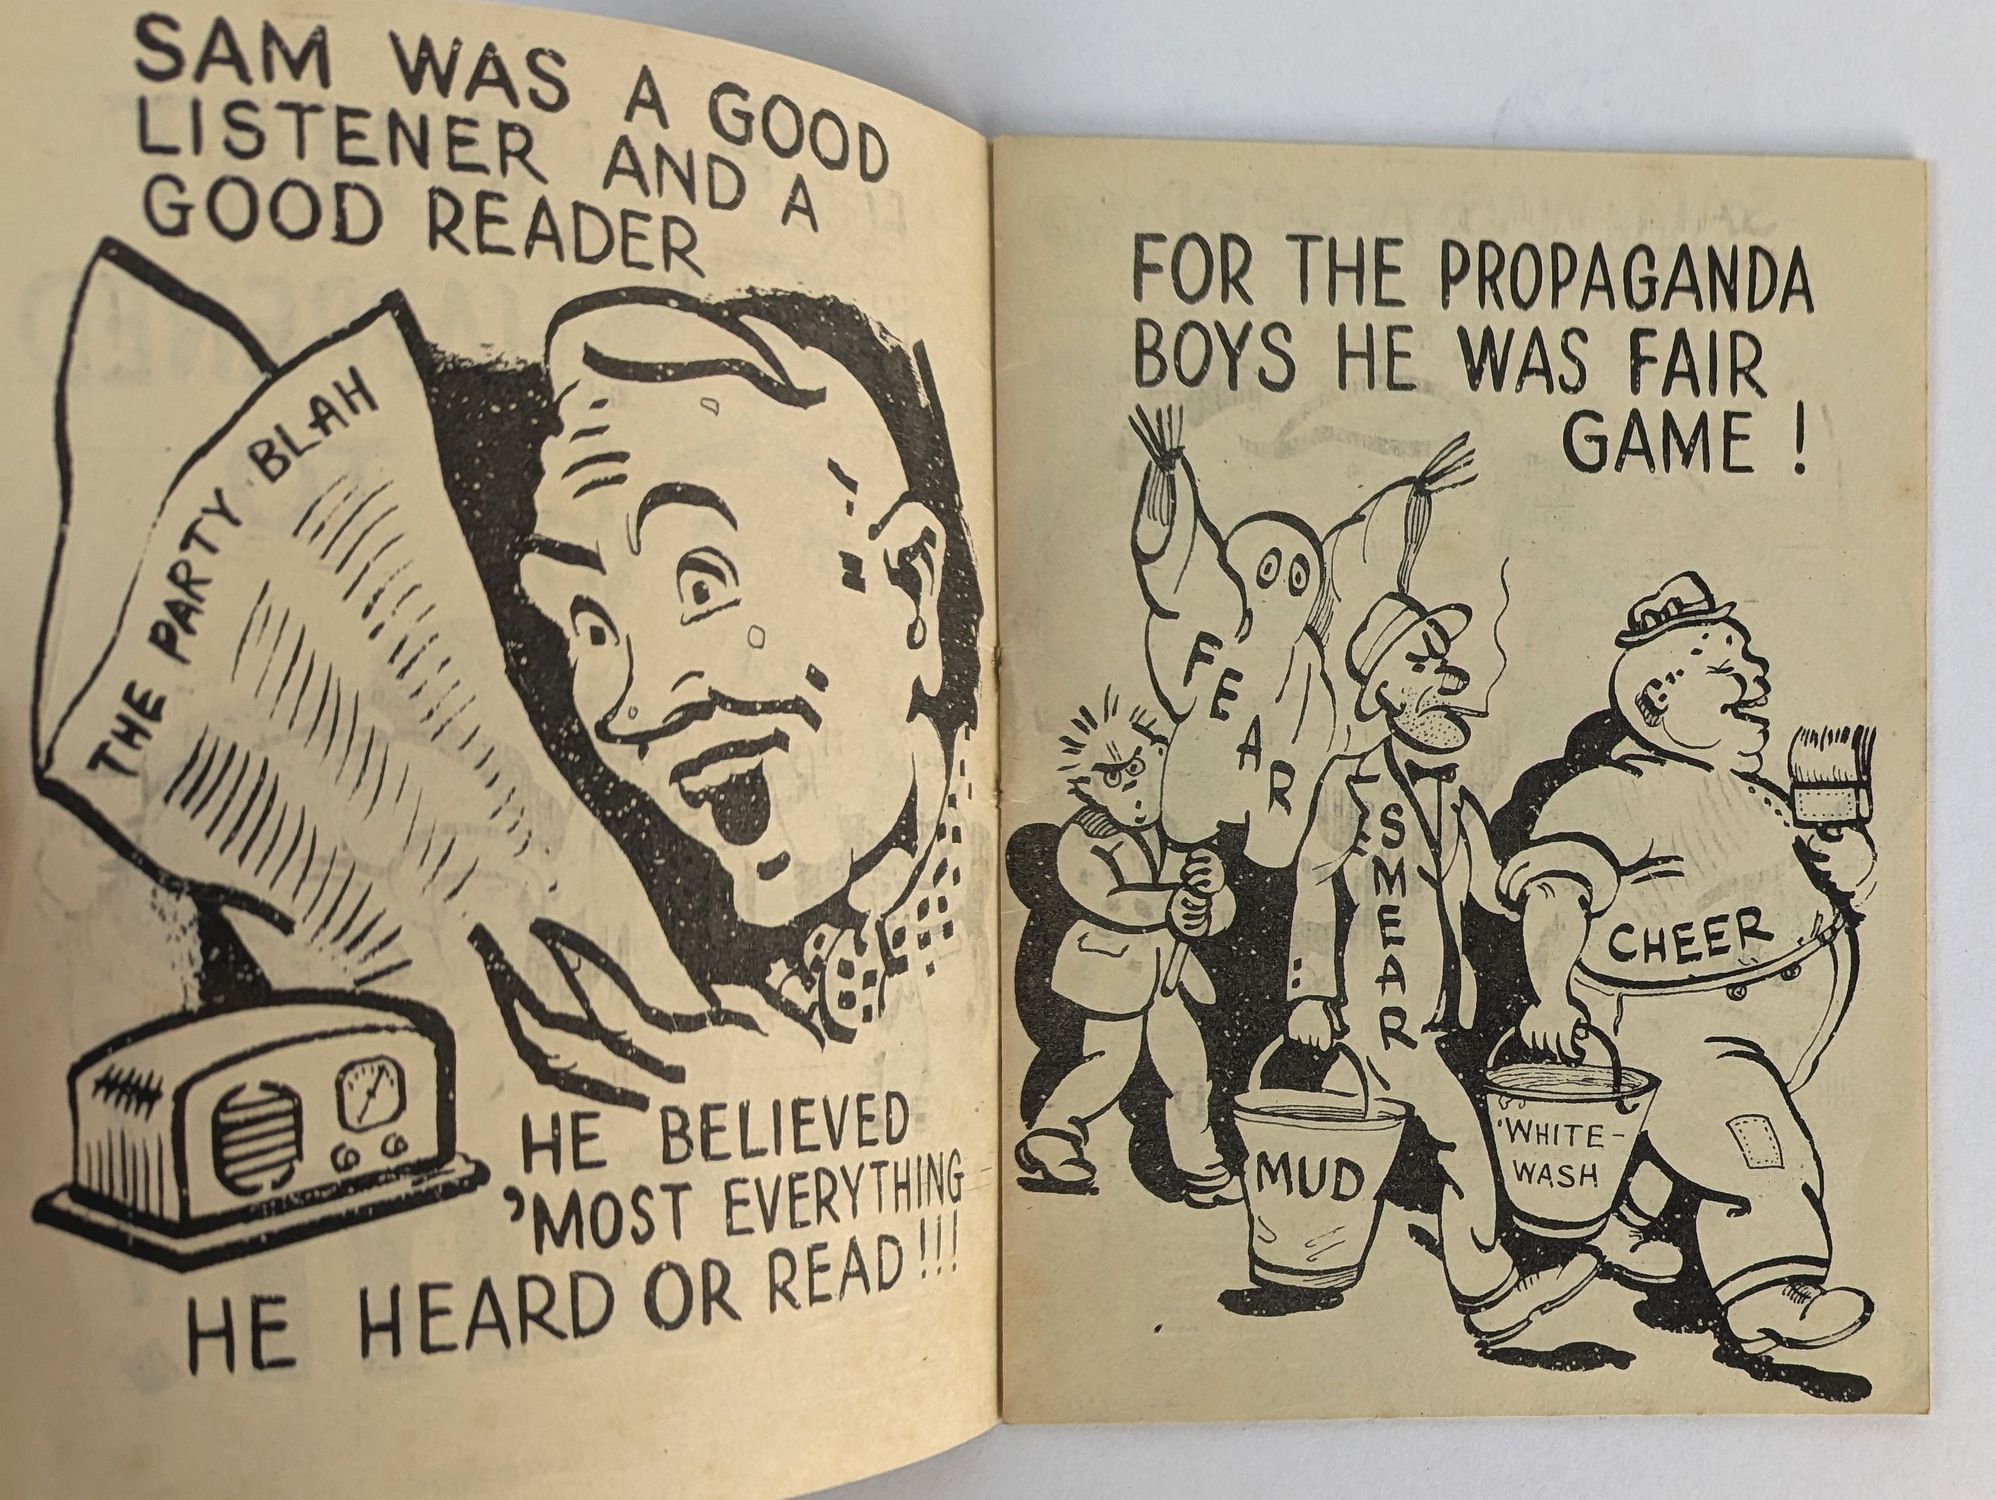 SAM WAS A GOOD
LISTENER AND A
GOOD READER
THE PARTY BLAH
HE BELIEVED
'MOST EVERYTHING
HE HEARD OR READ!!!
FOR THE PROPAGANDA
BOYS HE WAS FAIR
GAME!
FEAR
SMEAR
CHEER
MUD
'WHITE-
WASH